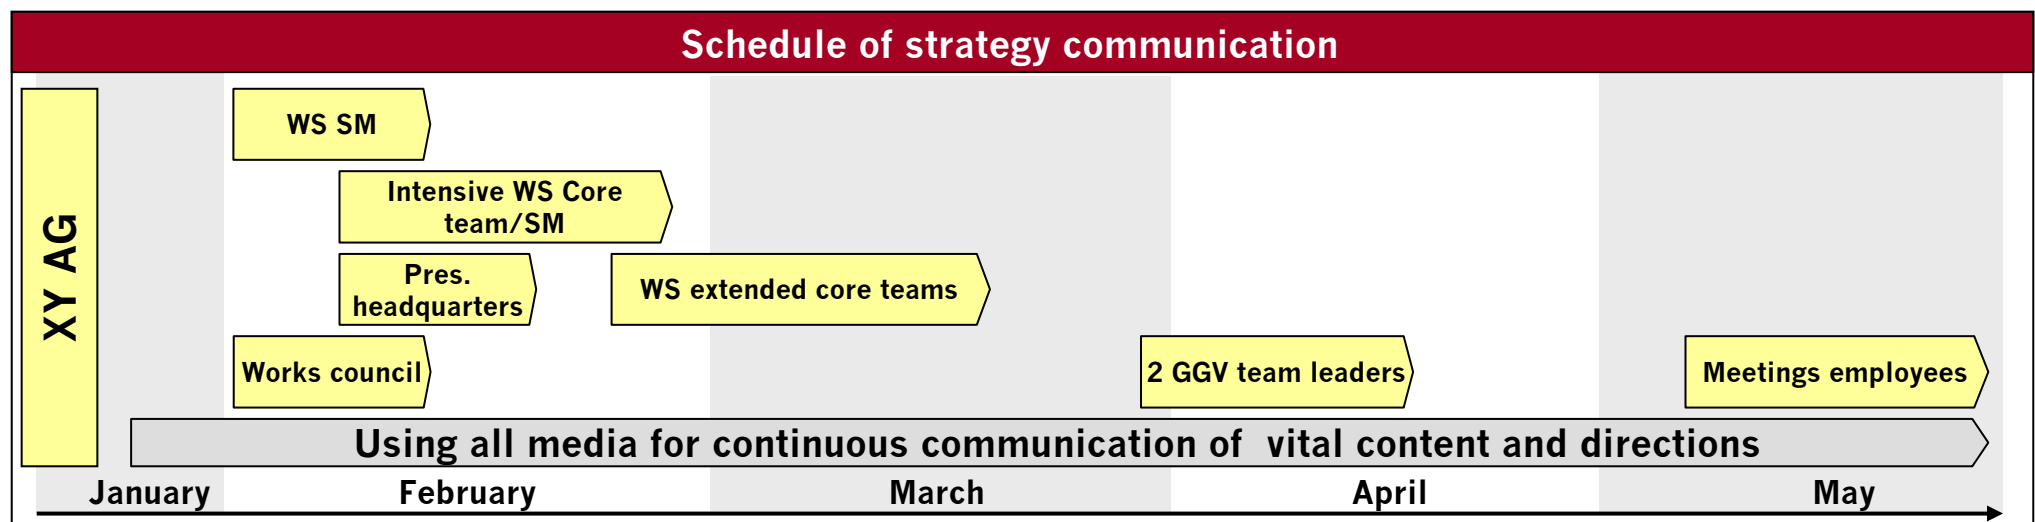 Schedule of strategy communication
XY AG
WS SM
Intensive WS Core
team/SM
Pres.
headquarters
WS extended core teams
Works council
2 GGV team leaders
Meetings employees
Using all media for continuous communication of  vital content and directions
January
February
March
April
May